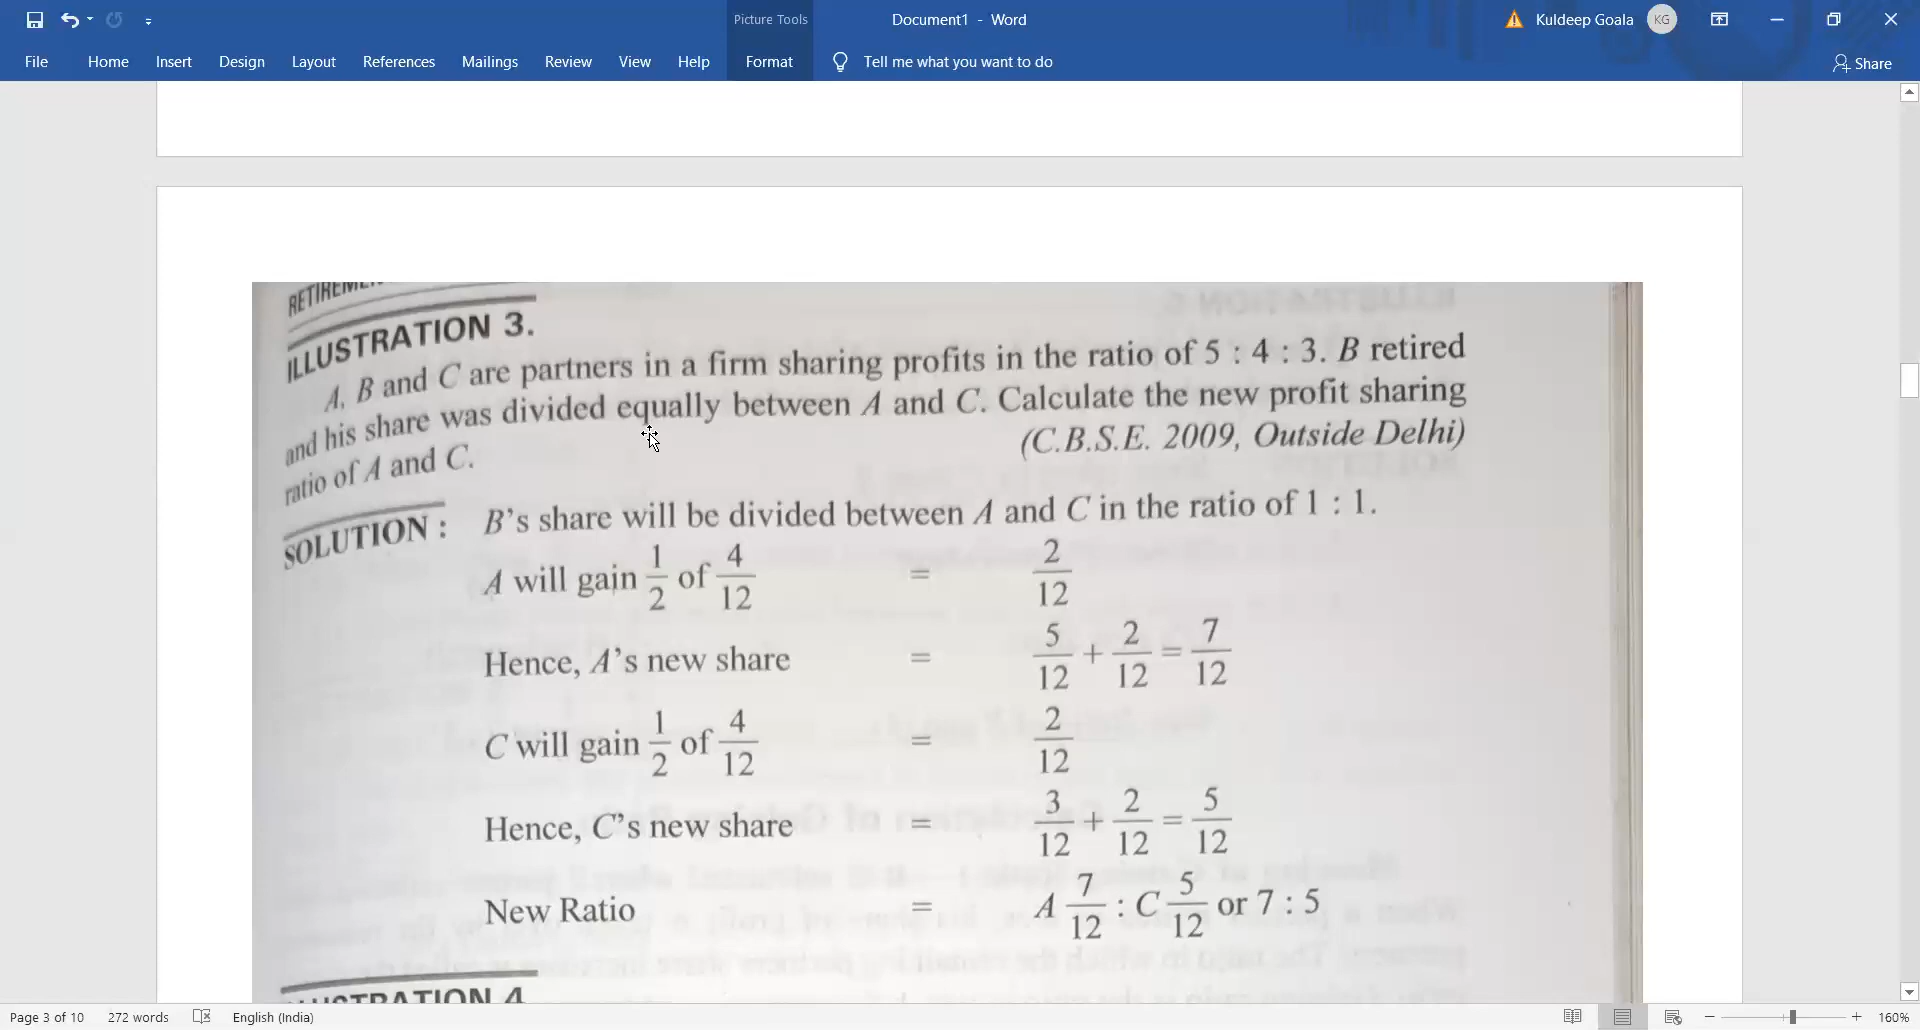 Picture Tools
Document1 - Word
Kuldeep Goala KG
File Home Insert Design Layout References Mailings Review View Help Format Tell me what you want to do Share
ILLUSTRATION 3.
A, B and C are partners in a firm sharing profits in the ratio of 5 : 4 : 3. B retired
and his share was divided equally between A and C. Calculate the new profit sharing
ratio of A and C.
(C.B.S.E. 2009, Outside Delhi)
SOLUTION : B's share will be divided between A and C in the ratio of 1 : 1.
A will gain 1/2 of 4/12 = 2/12
Hence, A's new share = 5/12 + 2/12 = 7/12
C will gain 1/2 of 4/12 = 2/12
Hence, C's new share = 3/12 + 2/12 = 5/12
New Ratio = A 7/12 : C 5/12 or 7 : 5
Page 3 of 10 272 words English (India) 160%